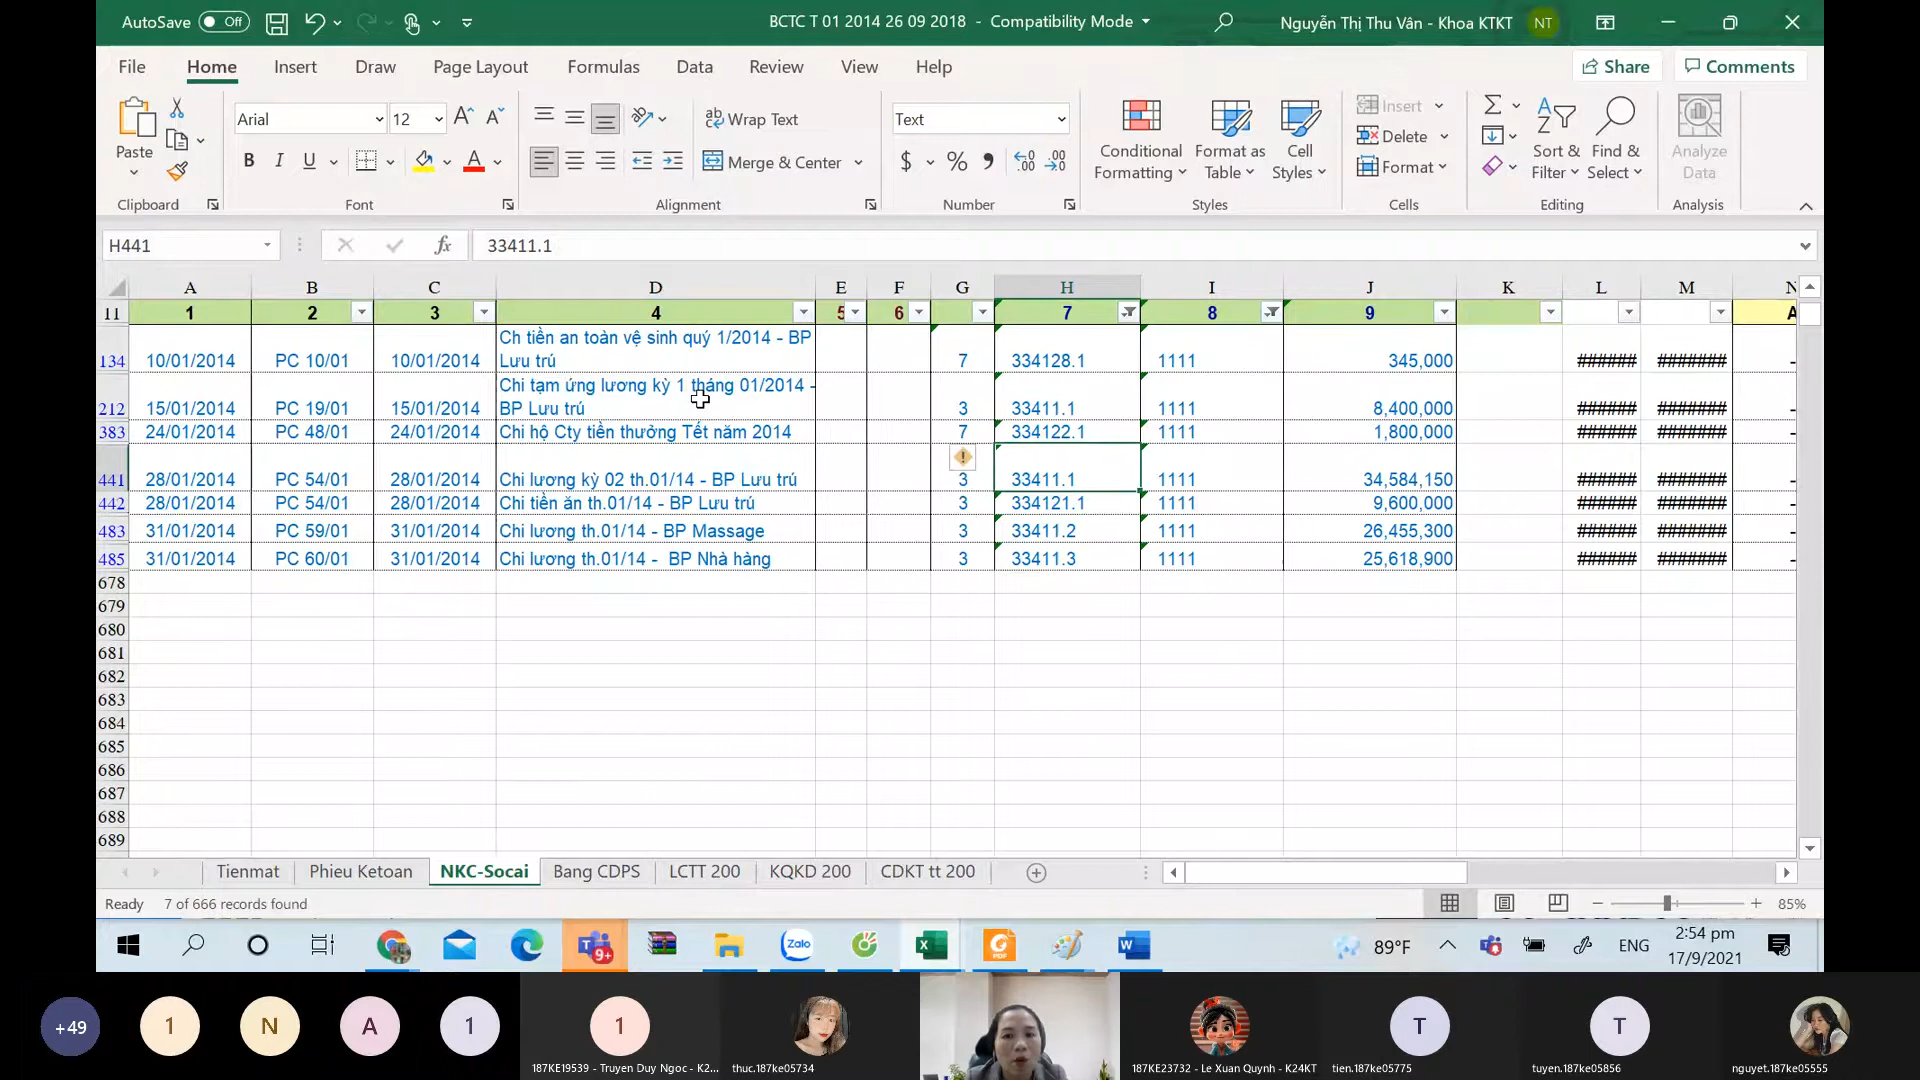 AutoSave Off BCTC T 01 2014 26 09 2018 - Compatibility Mode Nguyễn Thị Thu Vân - Khoa KTKT NT
File Home Insert Draw Page Layout Formulas Data Review View Help Share Comments
Paste Arial 12 Wrap Text Text Conditional Formatting Format as Table Cell Styles Insert Sort & Filter Find & Select Analyze Data
B I U Merge & Center $ % Delete
Format
Clipboard Font Alignment Number Styles Cells Editing Analysis
H441 fx 33411.1
A B C D E F G H I J K L M N
11 1 2 3 4 5 6 7 8 9 A
Ch tiền an toàn vệ sinh quý 1/2014 - BP
134 10/01/2014 PC 10/01 10/01/2014 Lưu trú 7 334128.1 1111 345,000 ###### ####### -
Chi tạm ứng lương kỳ 1 tháng 01/2014 -
212 15/01/2014 PC 19/01 15/01/2014 BP Lưu trú 3 33411.1 1111 8,400,000 ###### ####### -
383 24/01/2014 PC 48/01 24/01/2014 Chi hộ Cty tiền thưởng Tết năm 2014 7 334122.1 1111 1,800,000 ###### ####### -
441 28/01/2014 PC 54/01 28/01/2014 Chi lương kỳ 02 th.01/14 - BP Lưu trú 3 33411.1 1111 34,584,150 ###### ####### -
442 28/01/2014 PC 54/01 28/01/2014 Chi tiền ăn th.01/14 - BP Lưu trú 3 334121.1 1111 9,600,000 ###### ####### -
483 31/01/2014 PC 59/01 31/01/2014 Chi lương th.01/14 - BP Massage 3 33411.2 1111 26,455,300 ###### ####### -
485 31/01/2014 PC 60/01 31/01/2014 Chi lương th.01/14 - BP Nhà hàng 3 33411.3 1111 25,618,900 ###### ####### -
678
679
680
681
682
683
684
685
686
687
688
689
Tienmat Phieu Ketoan NKC-Socai Bang CDPS LCTT 200 KQKD 200 CDKT tt 200
Ready 7 of 666 records found 85%
9+ Zalo 89°F ENG 2:54 pm
17/9/2021
+49 1 N A 1 1 T T
187KE19539 - Truyen Duy Ngoc - K2... thuc.187ke05734 187KE23732 - Le Xuan Quynh - K24KT tien.187ke05775 tuyen.187ke05856 nguyet.187ke05555